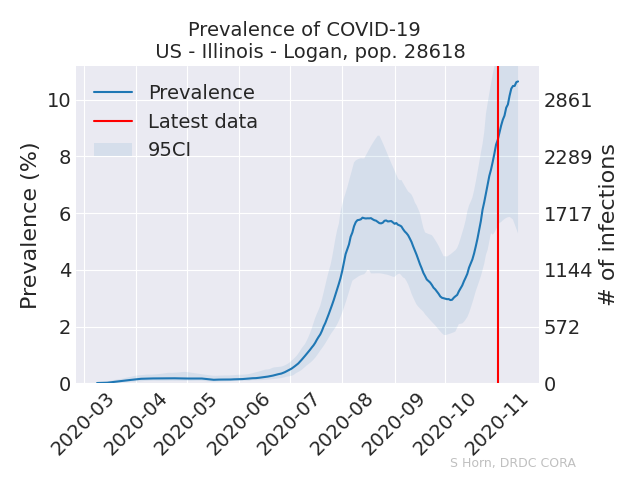 Prevalence of COVID-19
US - Illinois - Logan, pop. 28618
Prevalence
Latest data
95CI
Prevalence (%)
10
8
6
4
2
0
2861
2289
1717
1144
572
0
# of infections
2020-03
2020-04
2020-05
2020-06
2020-07
2020-08
2020-09
2020-10
2020-11
S Horn, DRDC CORA